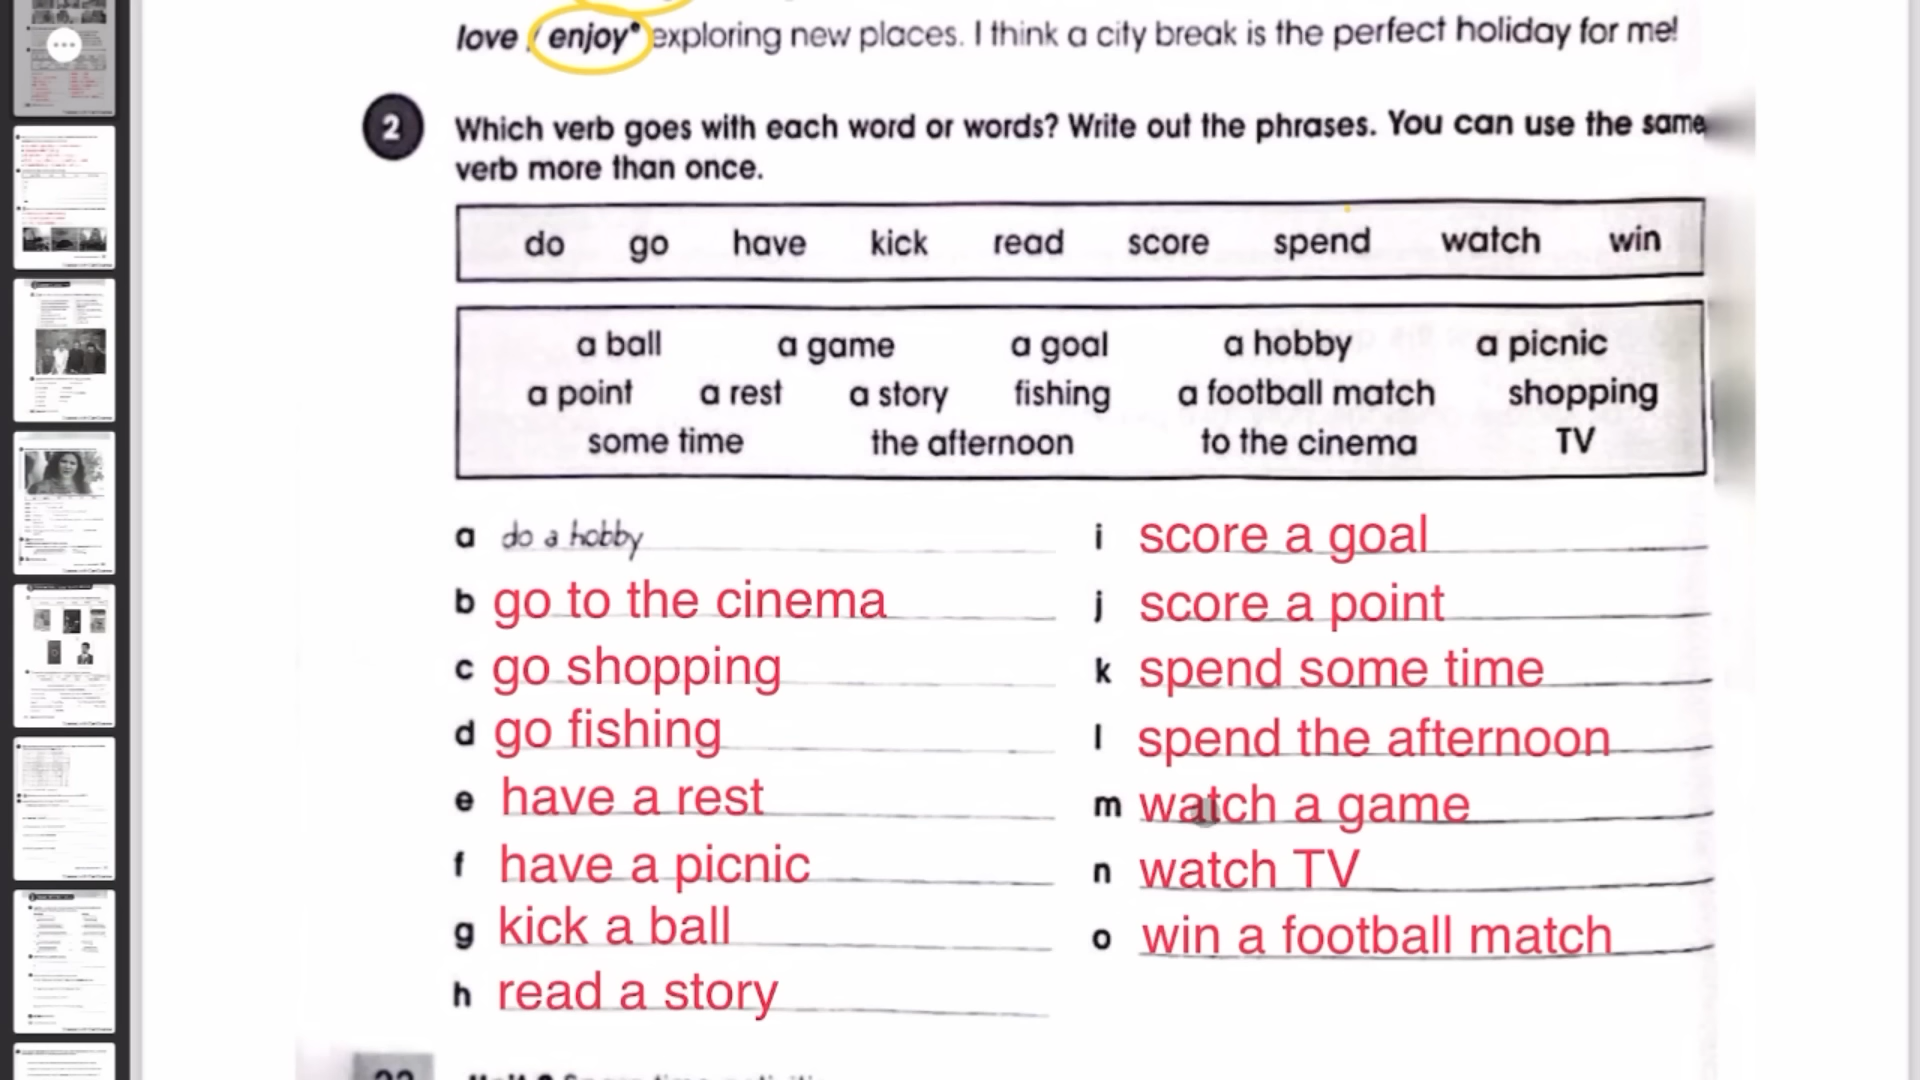 love / enjoy* exploring new places. I think a city break is the perfect holiday for me!
2 Which verb goes with each word or words? Write out the phrases. You can use the same
verb more than once.
do go have kick read score spend watch win
a ball a game a goal a hobby a picnic
a point a rest a story fishing a football match shopping
some time the afternoon to the cinema TV
a do a hobby
b go to the cinema
c go shopping
d go fishing
e have a rest
f have a picnic
g kick a ball
h read a story
i score a goal
j score a point
k spend some time
l spend the afternoon
m watch a game
n watch TV
o win a football match